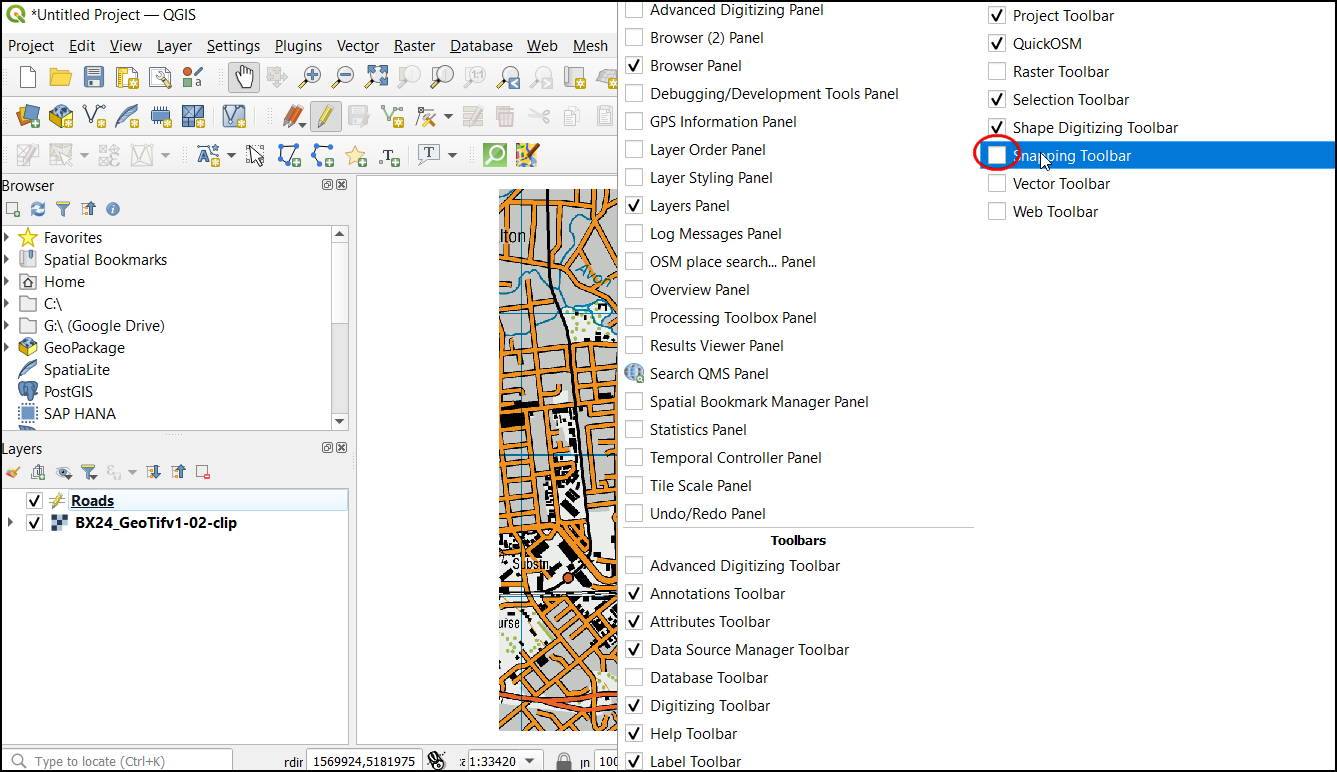 *Untitled Project — QGIS
Project Edit View Layer Settings Plugins Vector Raster Database Web Mesh
Browser
Favorites
Spatial Bookmarks
Home
C:\
G:\ (Google Drive)
GeoPackage
SpatiaLite
PostGIS
SAP HANA
Layers
Roads
BX24_GeoTifv1-02-clip
lton
Avon
Substn
urse
Type to locate (Ctrl+K)
rdir 1569924,5181975 1:33420 100
Advanced Digitizing Panel
Browser (2) Panel
Browser Panel
Debugging/Development Tools Panel
GPS Information Panel
Layer Order Panel
Layer Styling Panel
Layers Panel
Log Messages Panel
OSM place search... Panel
Overview Panel
Processing Toolbox Panel
Results Viewer Panel
Search QMS Panel
Spatial Bookmark Manager Panel
Statistics Panel
Temporal Controller Panel
Tile Scale Panel
Undo/Redo Panel
Toolbars
Advanced Digitizing Toolbar
Annotations Toolbar
Attributes Toolbar
Data Source Manager Toolbar
Database Toolbar
Digitizing Toolbar
Help Toolbar
Label Toolbar
Project Toolbar
QuickOSM
Raster Toolbar
Selection Toolbar
Shape Digitizing Toolbar
Snapping Toolbar
Vector Toolbar
Web Toolbar